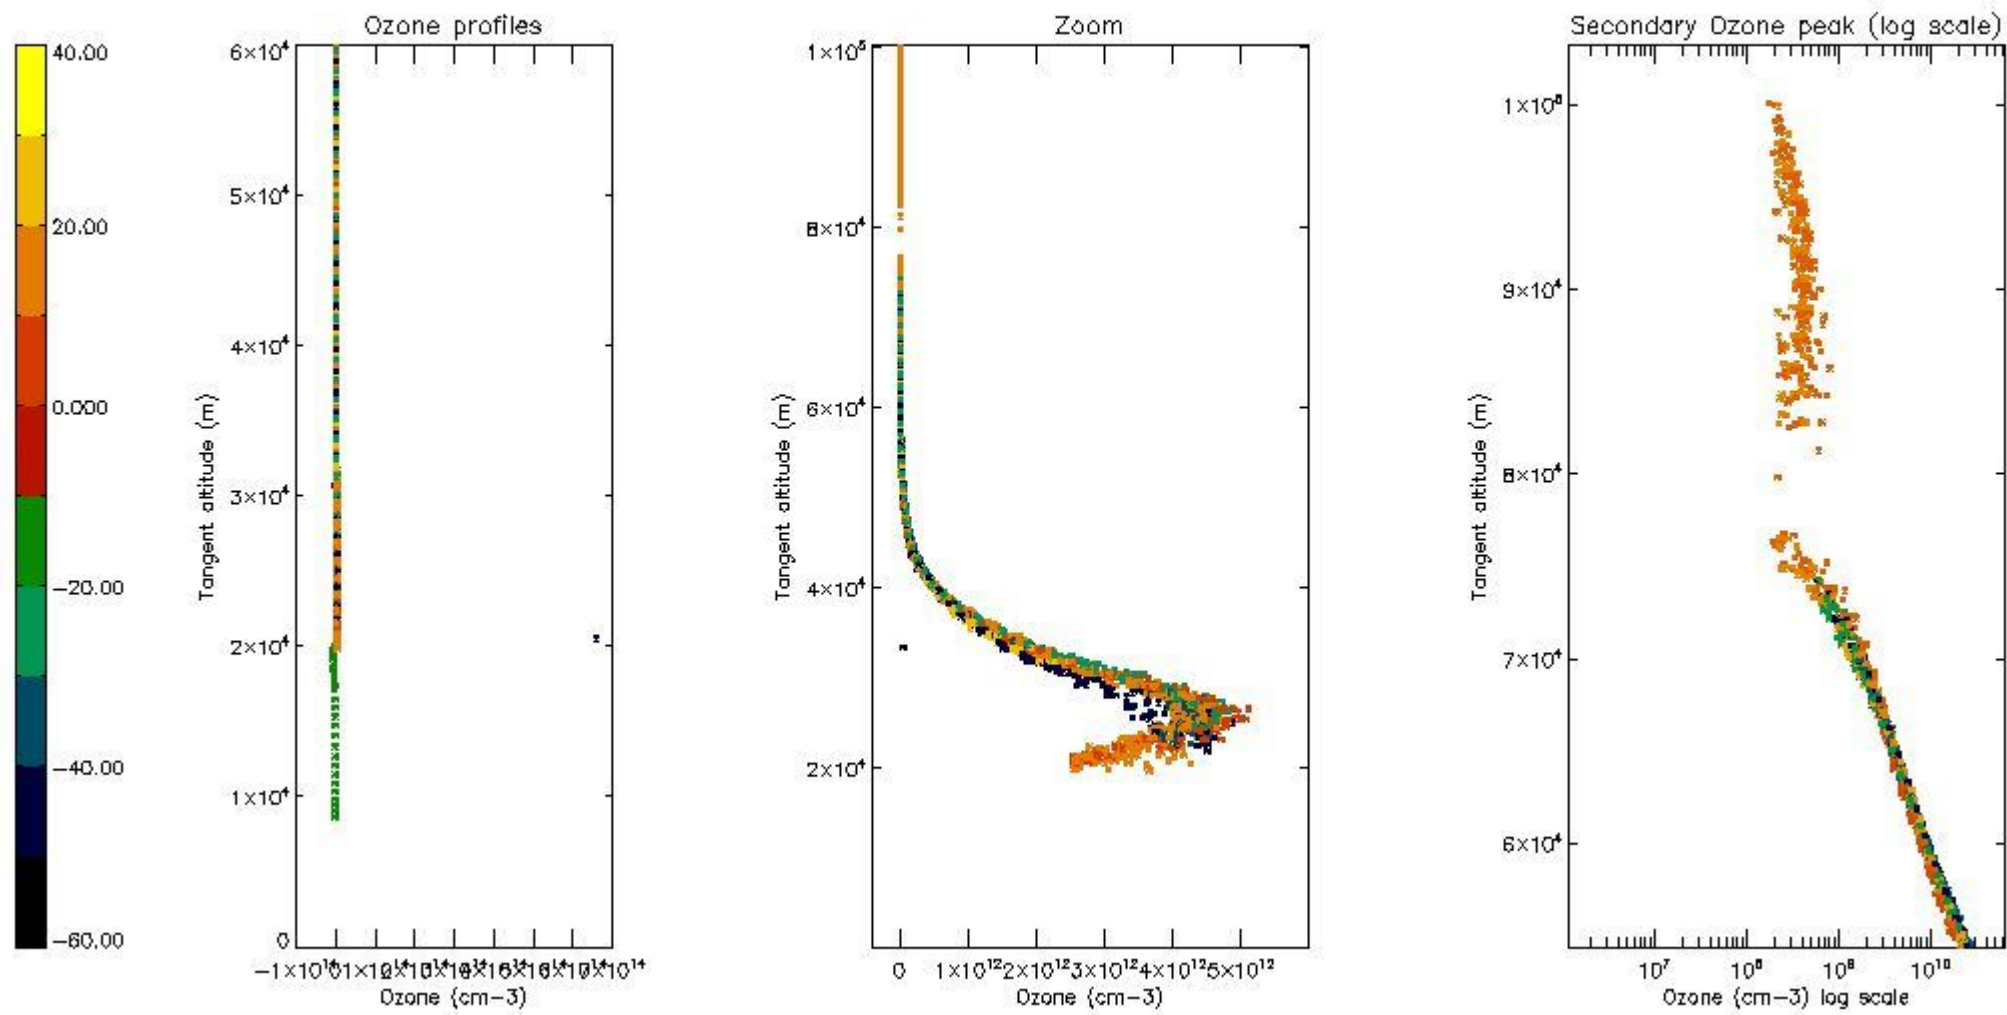 Ozone profiles
Zoom
Secondary Ozone peak (log scale)
40.00
20.00
0.000
−20.00
−40.00
−60.00
6×10⁴
5×10⁴
4×10⁴
3×10⁴
2×10⁴
1×10⁴
0
Tangent altitude (m)
Ozone (cm−3)
1×10⁵
8×10⁴
6×10⁴
4×10⁴
2×10⁴
Tangent altitude (m)
0 1×10¹² 2×10¹² 3×10¹² 4×10¹² 5×10¹²
Ozone (cm−3)
1×10⁵
9×10⁴
8×10⁴
7×10⁴
6×10⁴
Tangent altitude (m)
10⁷ 10⁸ 10⁹ 10¹⁰
Ozone (cm−3) log scale